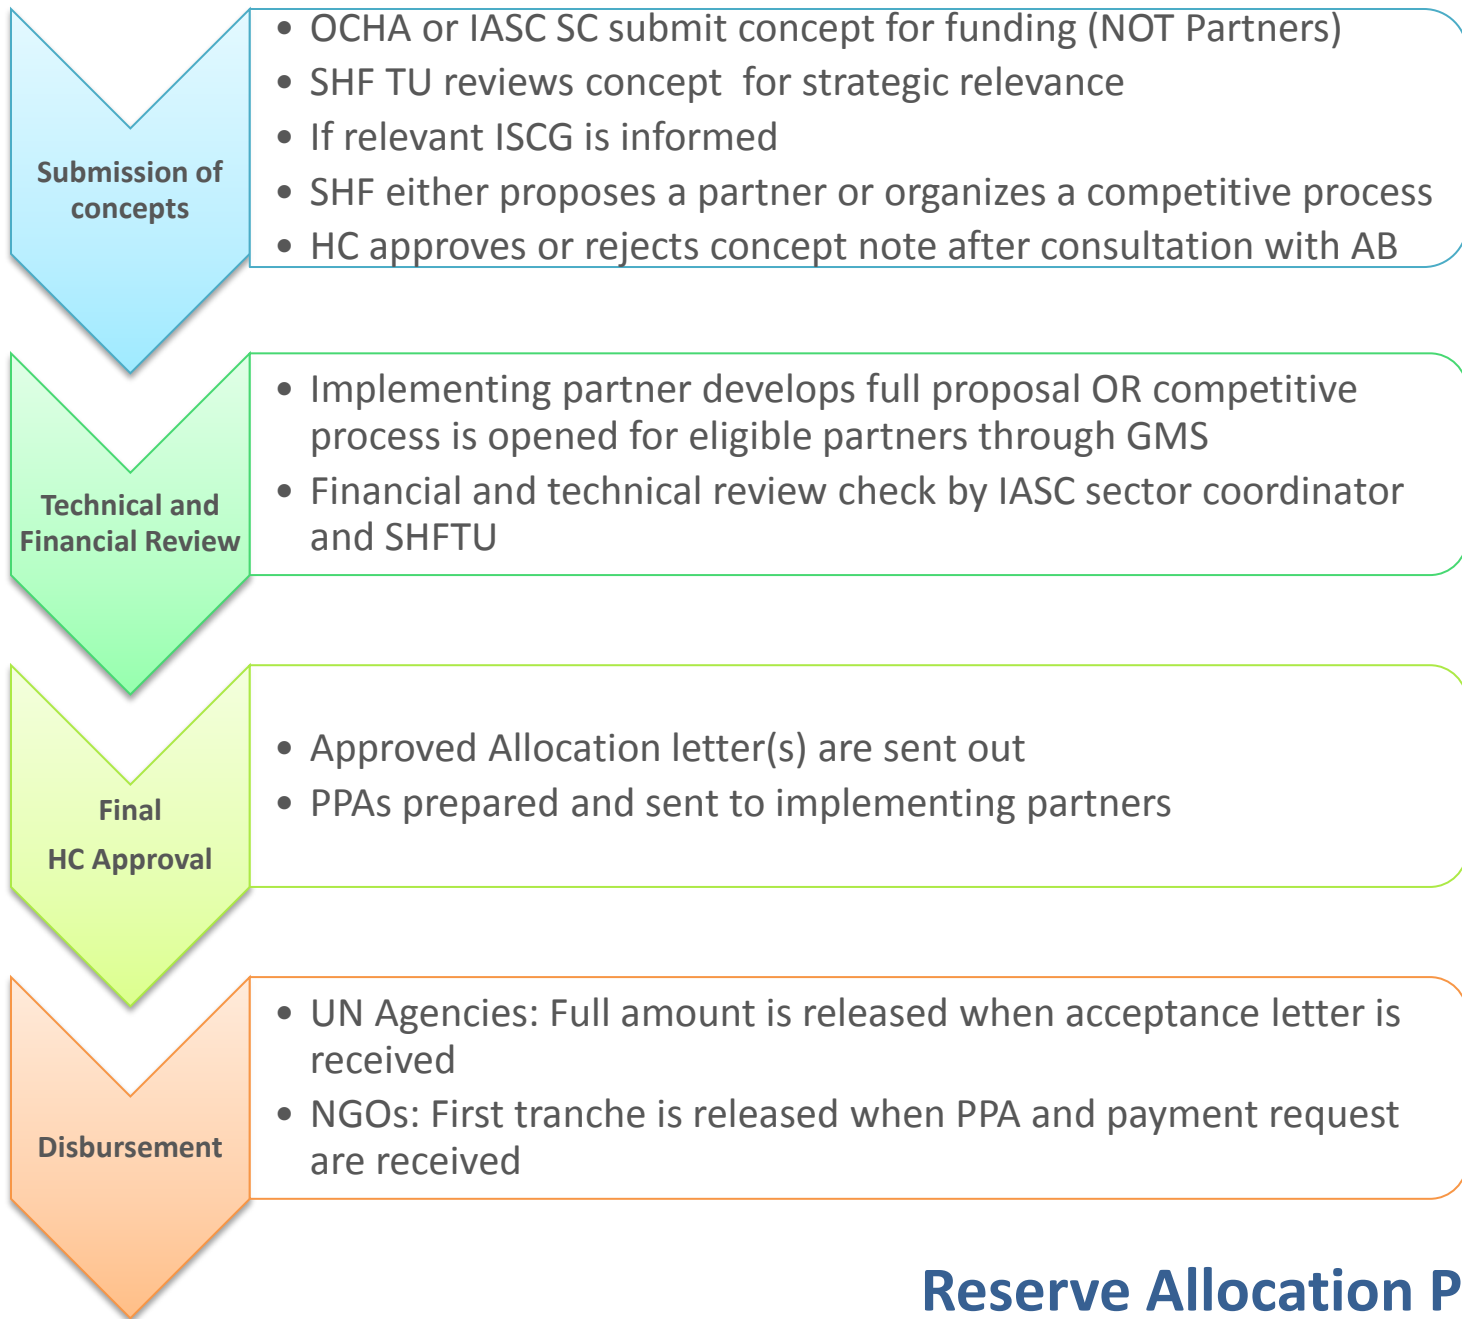 Submission of
concepts
• OCHA or IASC SC submit concept for funding (NOT Partners)
• SHF TU reviews concept for strategic relevance
• If relevant ISCG is informed
• SHF either proposes a partner or organizes a competitive process
• HC approves or rejects concept note after consultation with AB
Technical and
Financial Review
• Implementing partner develops full proposal OR competitive
process is opened for eligible partners through GMS
• Financial and technical review check by IASC sector coordinator
and SHFTU
Final
HC Approval
• Approved Allocation letter(s) are sent out
• PPAs prepared and sent to implementing partners
Disbursement
• UN Agencies: Full amount is released when acceptance letter is
received
• NGOs: First tranche is released when PPA and payment request
are received
Reserve Allocation P